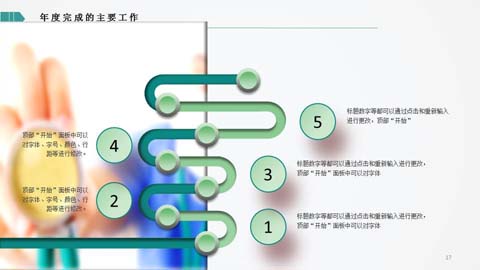 年度完成的主要工作
5
标题数字等都可以通过点击和重新输入
进行更改，顶部“开始”
顶部“开始”面板中可以
对字体、字号、颜色、行
距等进行修改。
4
3
标题数字等都可以通过点击和重新输入进行更改，
顶部“开始”面板中可以对字体
顶部“开始”面板中可以
对字体、字号、颜色、行
距等进行修改。
2
1
标题数字等都可以通过点击和重新输入进行更改，
顶部“开始”面板中可以对字体
17